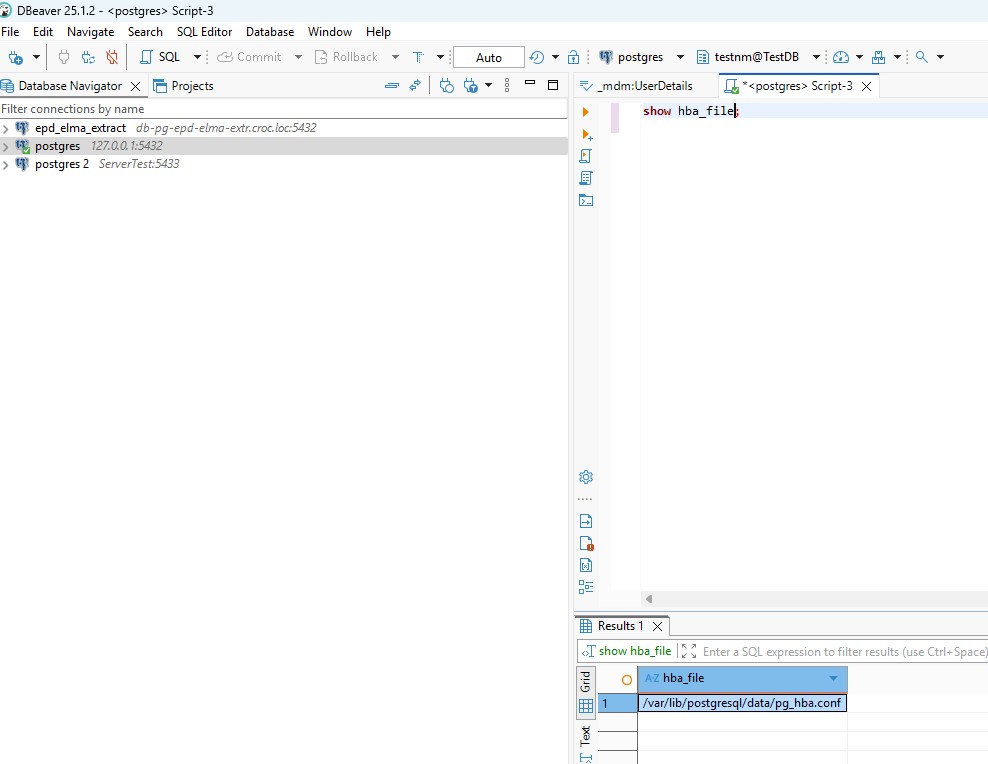 DBeaver 25.1.2 - <postgres> Script-3
File Edit Navigate Search SQL Editor Database Window Help
SQL Commit Rollback T Auto postgres testnm@TestDB
Database Navigator Projects
Filter connections by name
epd_elma_extract db-pg-epd-elma-extr.croc.loc:5432
postgres 127.0.0.1:5432
postgres 2 ServerTest:5433
_mdm:UserDetails *<postgres> Script-3
show hba_file;
Results 1
show hba_file Enter a SQL expression to filter results (use Ctrl+Space)
Grid
A-Z hba_file
1 /var/lib/postgresql/data/pg_hba.conf
Text